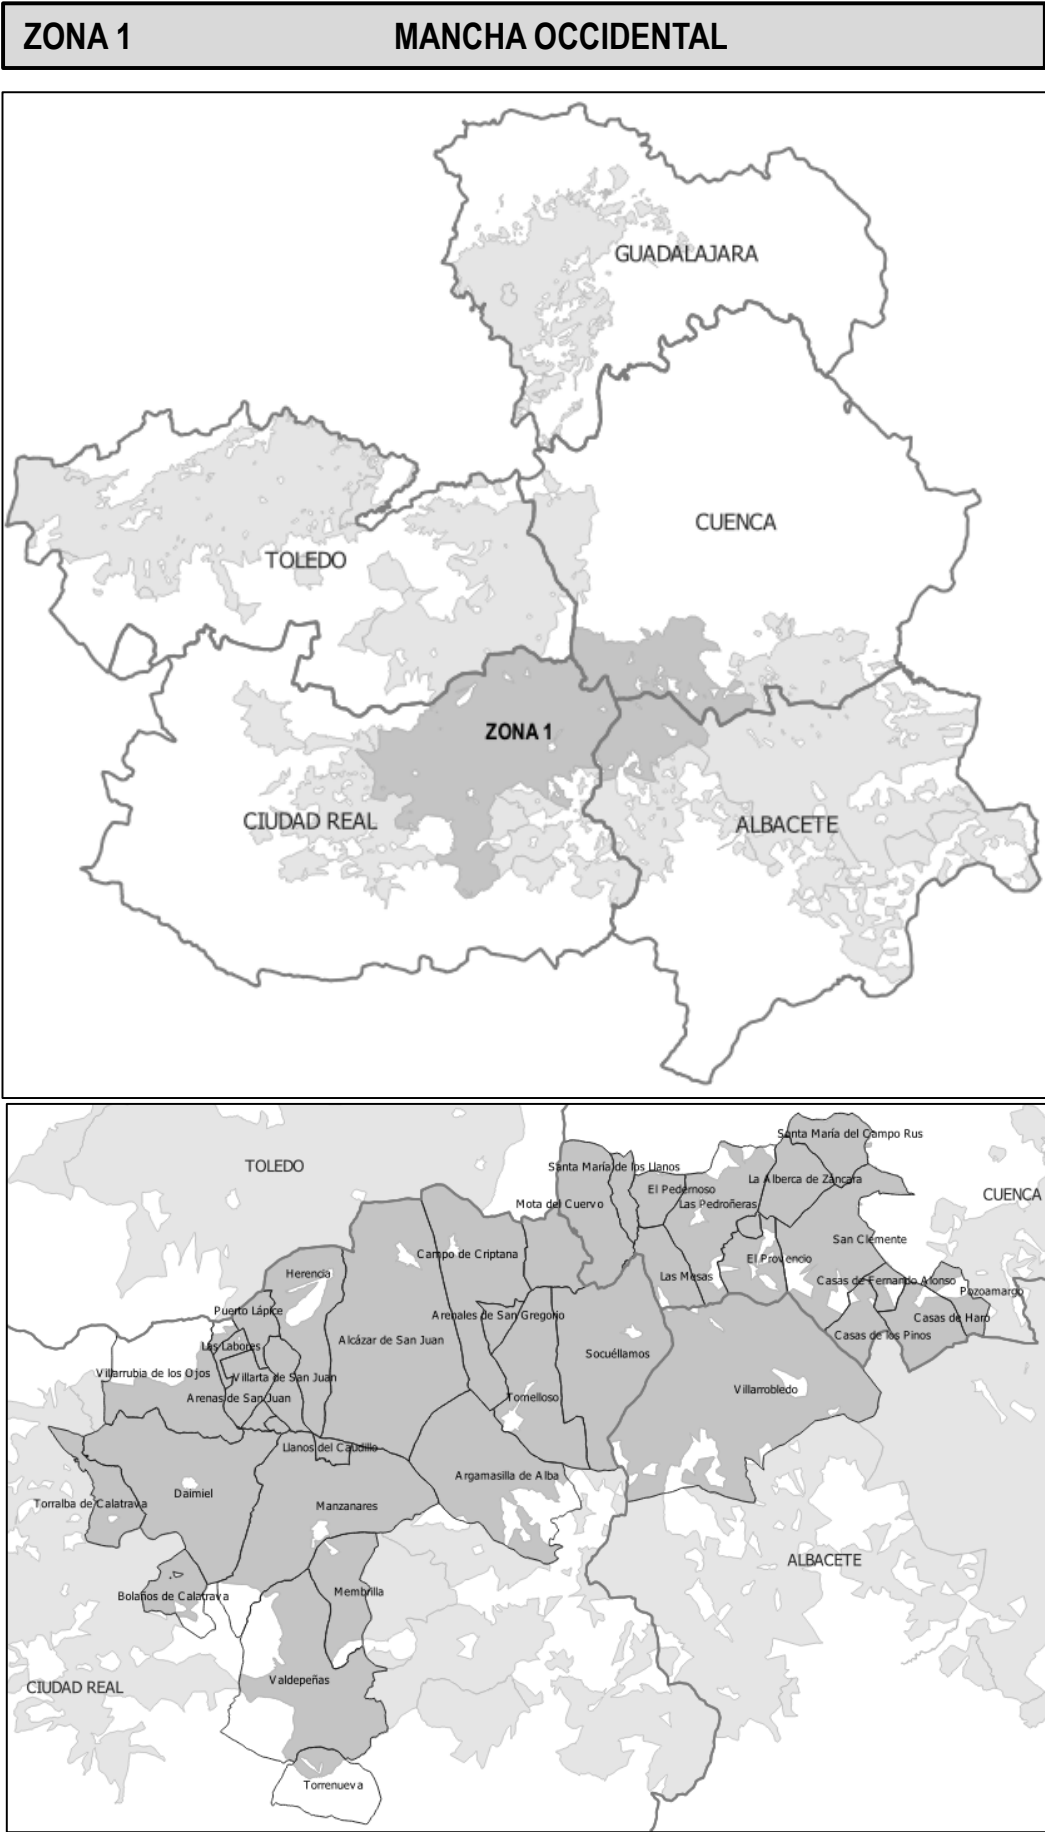 ZONA 1 MANCHA OCCIDENTAL
GUADALAJARA
CUENCA
TOLEDO
ZONA 1
CIUDAD REAL
ALBACETE
Santa María del Campo Rus
TOLEDO
Santa María de los Llanos
La Alberca de Záncara
El Pedernoso
CUENCA
Mota del Cuervo
Las Pedroñeras
San Clemente
Campo de Criptana
El Provencio
Herencia
Las Mesas
Casas de Fernando Alonso
Pozoamargo
Puerto Lápice
Arenales de San Gregorio
Casas de Haro
Alcázar de San Juan
Casas de los Pinos
Las Labores
Socuéllamos
Villarrubia de los Ojos
Villarta de San Juan
Villarrobledo
Arenas de San Juan
Tomelloso
Llanos del Caudillo
Argamasilla de Alba
Daimiel
Torralba de Calatrava
Manzanares
ALBACETE
Membrilla
Bolaños de Calatrava
Valdepeñas
CIUDAD REAL
Torrenueva